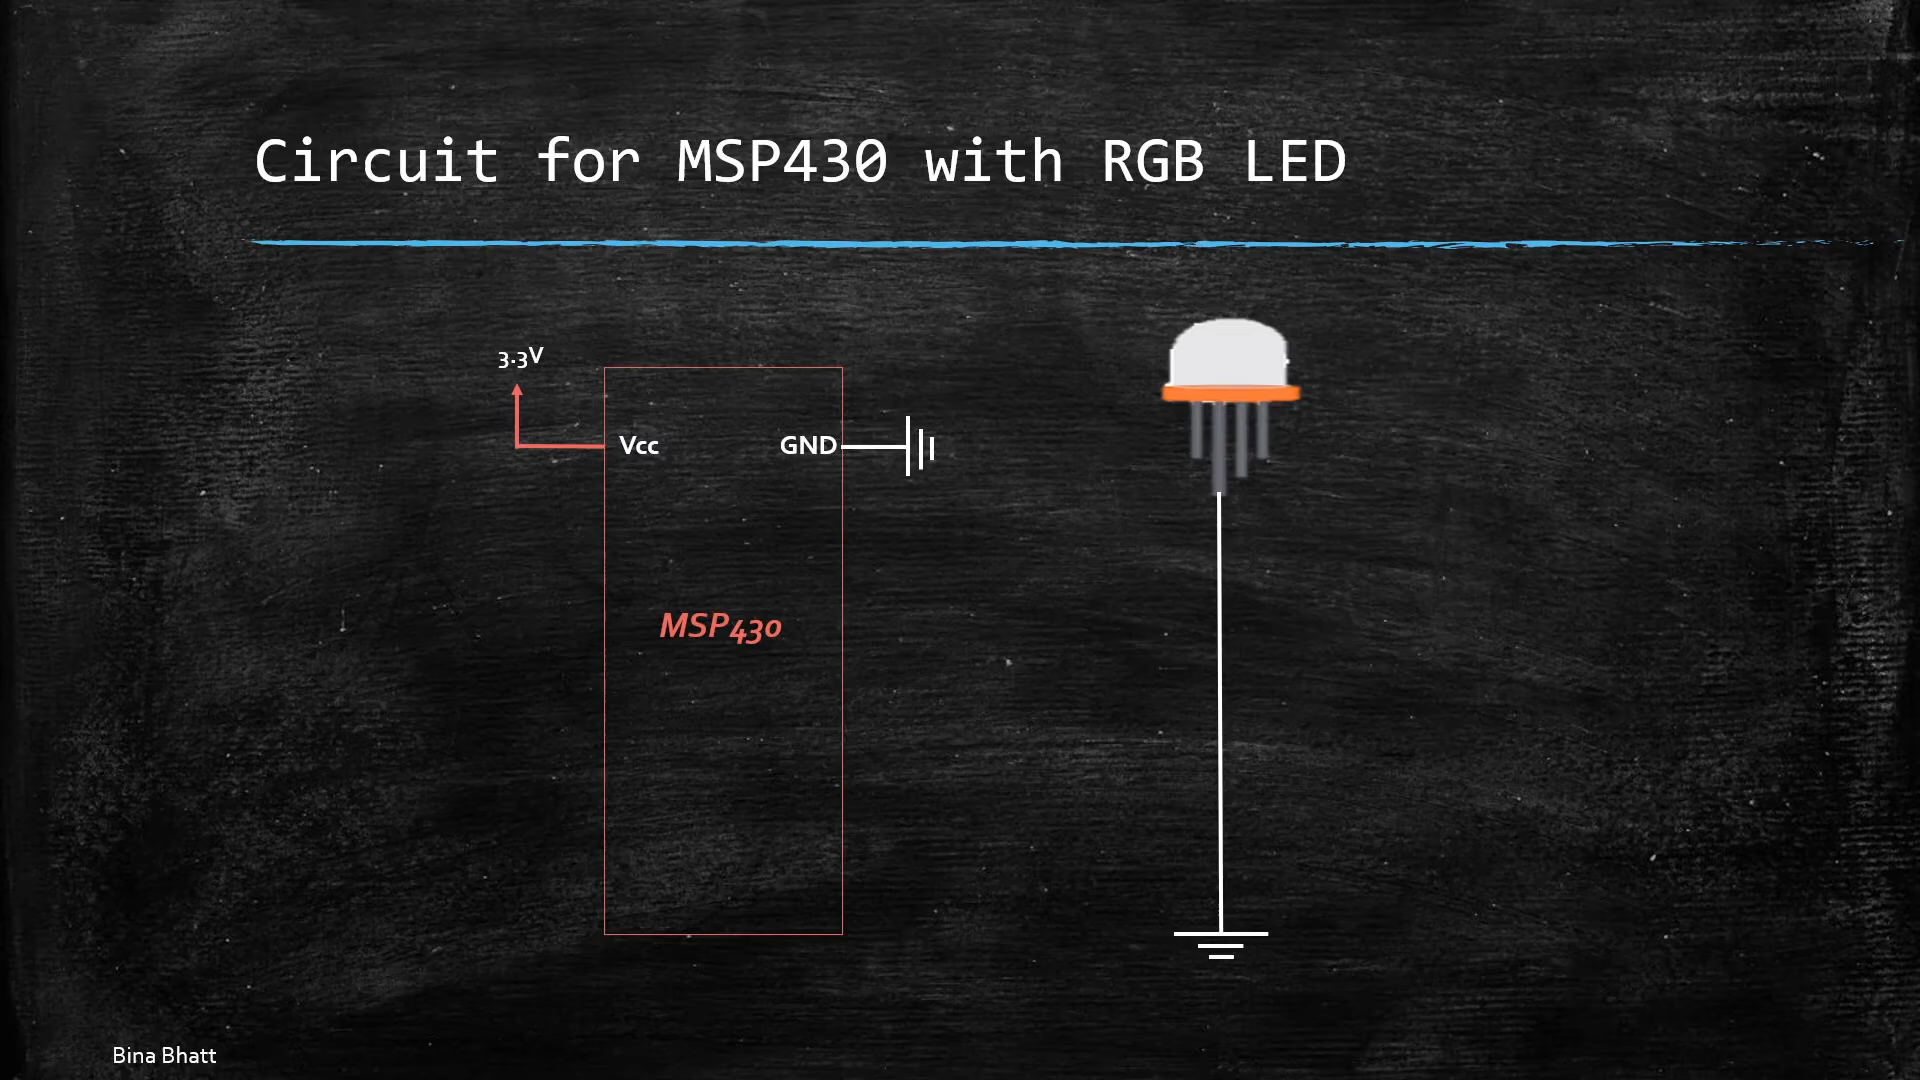 Circuit for MSP430 with RGB LED
3.3V
Vcc
GND
MSP430
Bina Bhatt